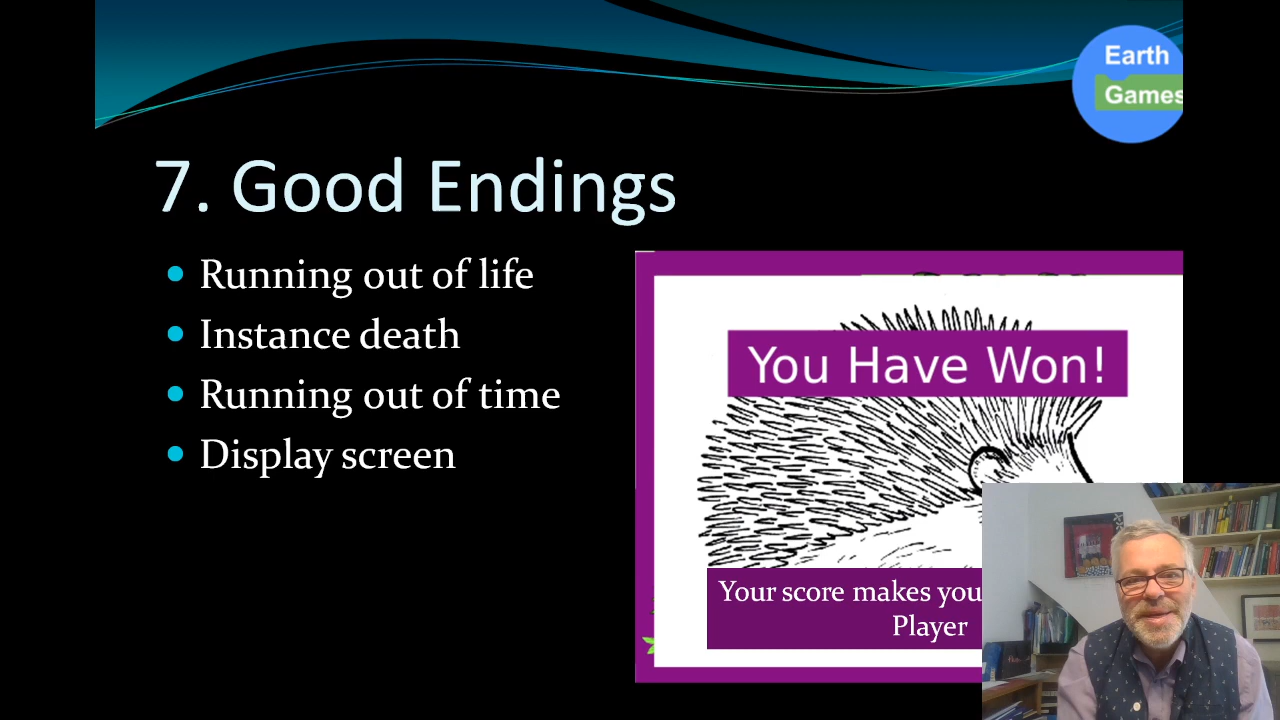 Earth
Games
7. Good Endings
Running out of life
Instance death
Running out of time
Display screen
You Have Won!
Your score makes you
Player